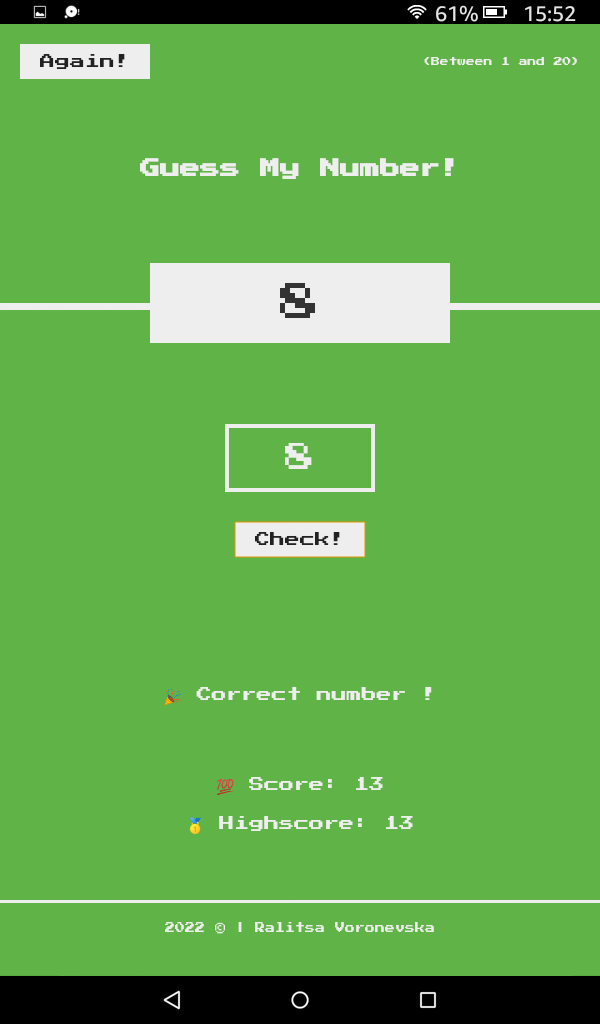 61% 15:52
Again! (Between 1 and 20)
Guess My Number!
8
8
Check!
🎉 Correct number !
💯 Score: 13
🥇 Highscore: 13
2022 © | Ralitsa Voronevska